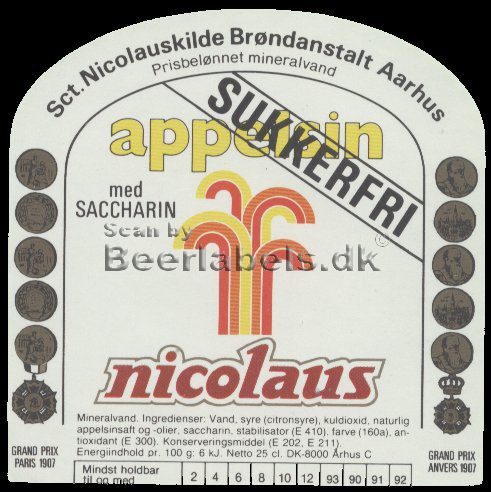 Sct. Nicolauskilde Brøndanstalt Aarhus
Prisbelønnet mineralvand
appelsin
SUKKERFRI
med
SACCHARIN
Scan by
Beerlabels.dk
©
nicolaus
Mineralvand. Ingredienser: Vand, syre (citronsyre), kuldioxid, naturlig
appelsinsaft og -olier, saccharin, stabilisator (E 410), farve (160a), an-
tioxidant (E 300). Konserveringsmiddel (E 202, E 211).
Energiindhold pr. 100 g: 6 kJ. Netto 25 cl. DK-8000 Århus C
GRAND PRIX
PARIS 1907
GRAND PRIX
ANVERS 1907
Mindst holdbar
til og med
2 4 6 8 10 12 90 91 92